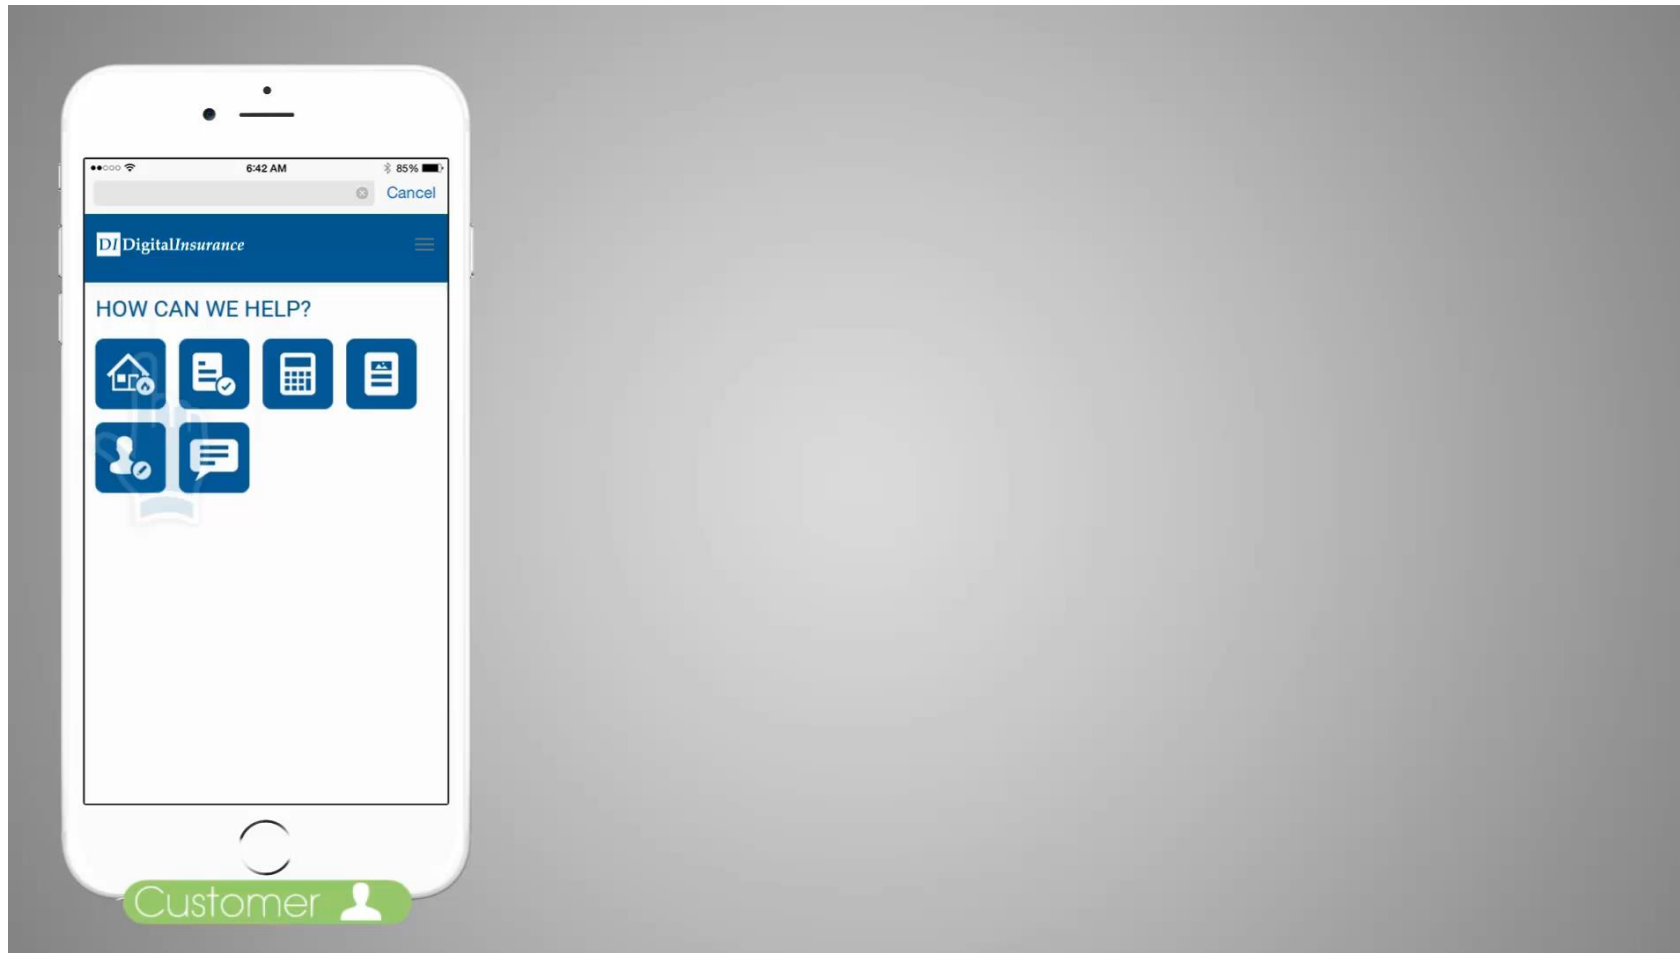 6:42 AM 85%
Cancel
DI DigitalInsurance
HOW CAN WE HELP?
Customer